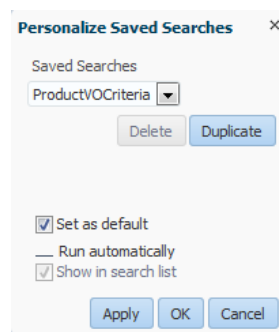 Personalize Saved Searches
Saved Searches
ProductVOCriteria
Delete Duplicate
Set as default
Run automatically
Show in search list
Apply OK Cancel